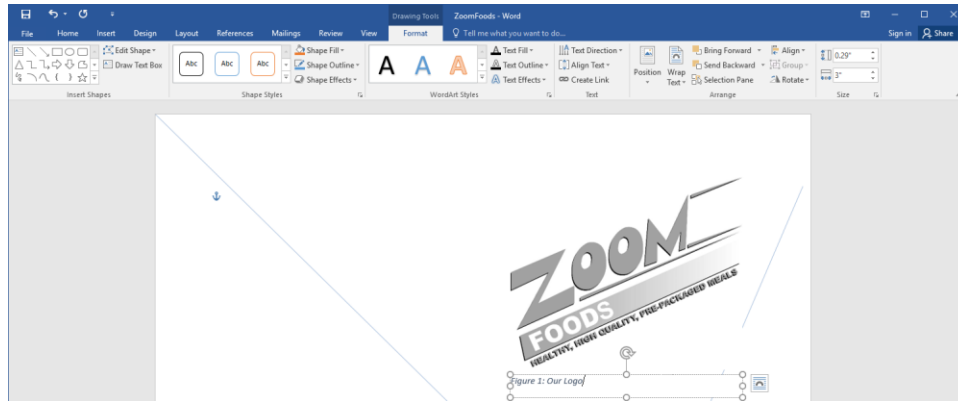 Drawing Tools ZoomFoods - Word
File Home Insert Design Layout References Mailings Review View Format Tell me what you want to do... Sign in Share
Edit Shape
Draw Text Box
Insert Shapes
Abc Abc Abc
Shape Fill
Shape Outline
Shape Effects
Shape Styles
A A A
Text Fill
Text Outline
Text Effects
WordArt Styles
Text Direction
Align Text
Create Link
Text
Position
Wrap
Text
Bring Forward
Send Backward
Selection Pane
Align
Group
Rotate
Arrange
0.29"
3"
Size
ZOOM
FOODS
HEALTHY, HIGH QUALITY, PRE-PACKAGED MEALS
Figure 1: Our Logo